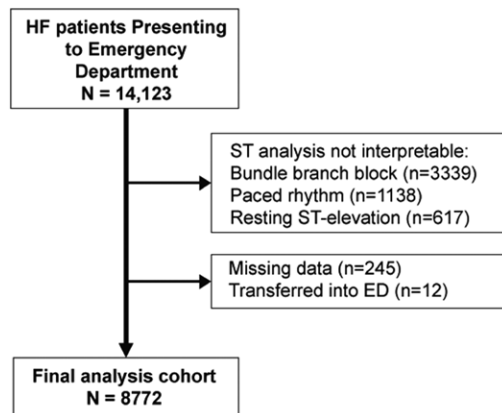 HF patients Presenting
to Emergency
Department
N = 14,123
ST analysis not interpretable:
Bundle branch block (n=3339)
Paced rhythm (n=1138)
Resting ST-elevation (n=617)
Missing data (n=245)
Transferred into ED (n=12)
Final analysis cohort
N = 8772